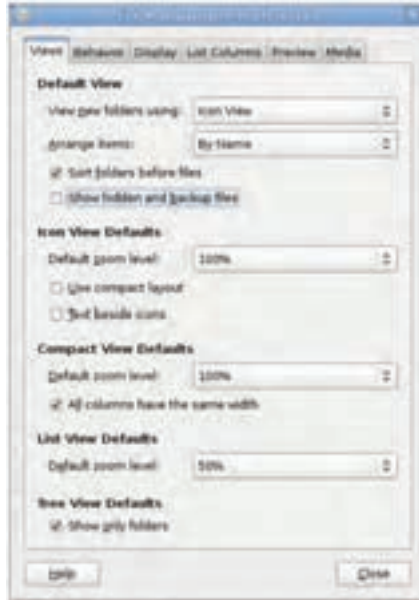 File Management Preferences
Views Behavior Display List Columns Preview Media
Default View
View new folders using: Icon View
Arrange items: By Name
Sort folders before files
Show hidden and backup files
Icon View Defaults
Default zoom level: 100%
Use compact layout
Text beside icons
Compact View Defaults
Default zoom level: 100%
All columns have the same width
List View Defaults
Default zoom level: 50%
Tree View Defaults
Show only folders
Help Close